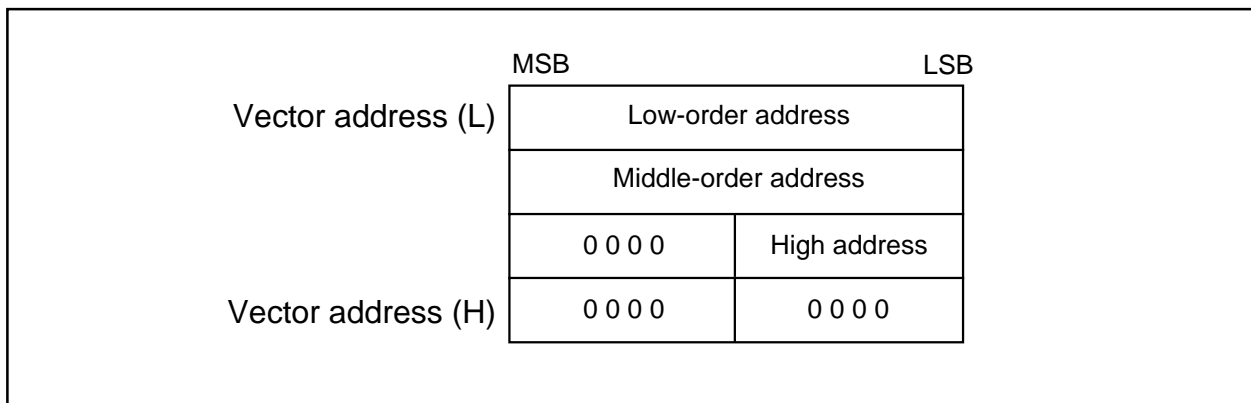 MSB LSB
Vector address (L) Low-order address
Middle-order address
0 0 0 0 High address
Vector address (H) 0 0 0 0 0 0 0 0